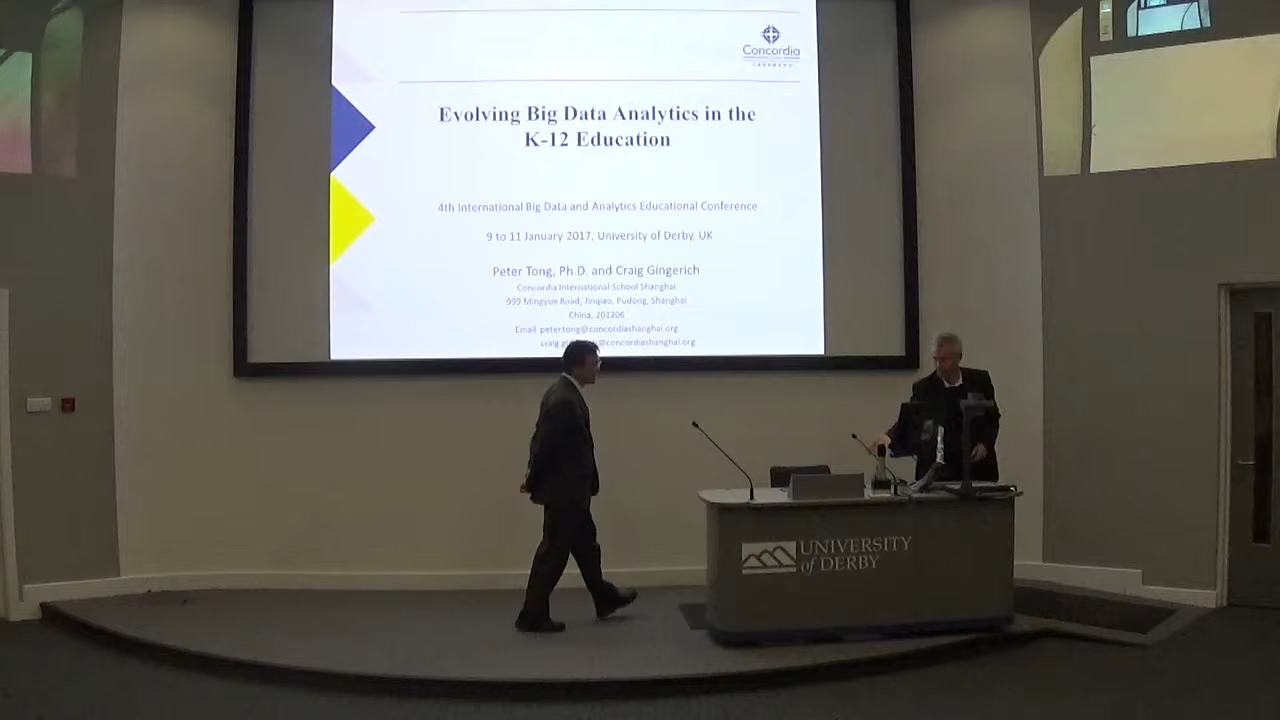 Concordia
Evolving Big Data Analytics in the
K-12 Education
4th International Big Data and Analytics Educational Conference
9 to 11 January 2017, University of Derby, UK
Peter Tong, Ph.D. and Craig Gingerich
Concordia International School Shanghai
999 Mingyue Road, Jinqiao, Pudong, Shanghai
China, 201206
Email: peter.tong@concordiashanghai.org
@concordiashanghai.org
UNIVERSITY
of DERBY